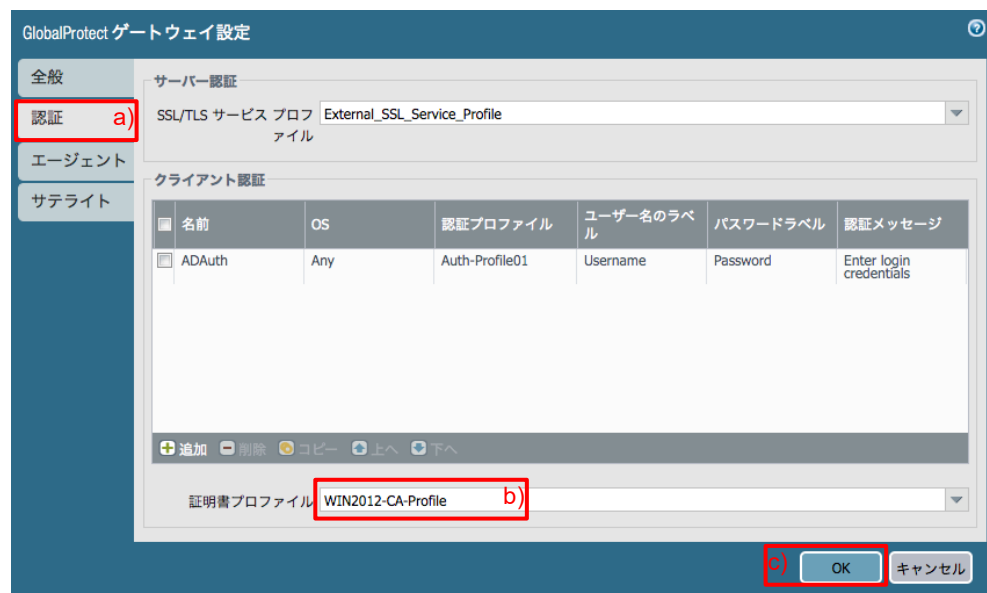 GlobalProtect ゲートウェイ設定
全般
認証 a)
エージェント
サテライト
サーバー認証
SSL/TLS サービス プロフ
ァイル
External_SSL_Service_Profile
クライアント認証
名前 OS 認証プロファイル ユーザー名のラベ
ル パスワードラベル 認証メッセージ
ADAuth Any Auth-Profile01 Username Password Enter login
credentials
追加 削除 コピー 上へ 下へ
証明書プロファイル WIN2012-CA-Profile b)
c) OK キャンセル